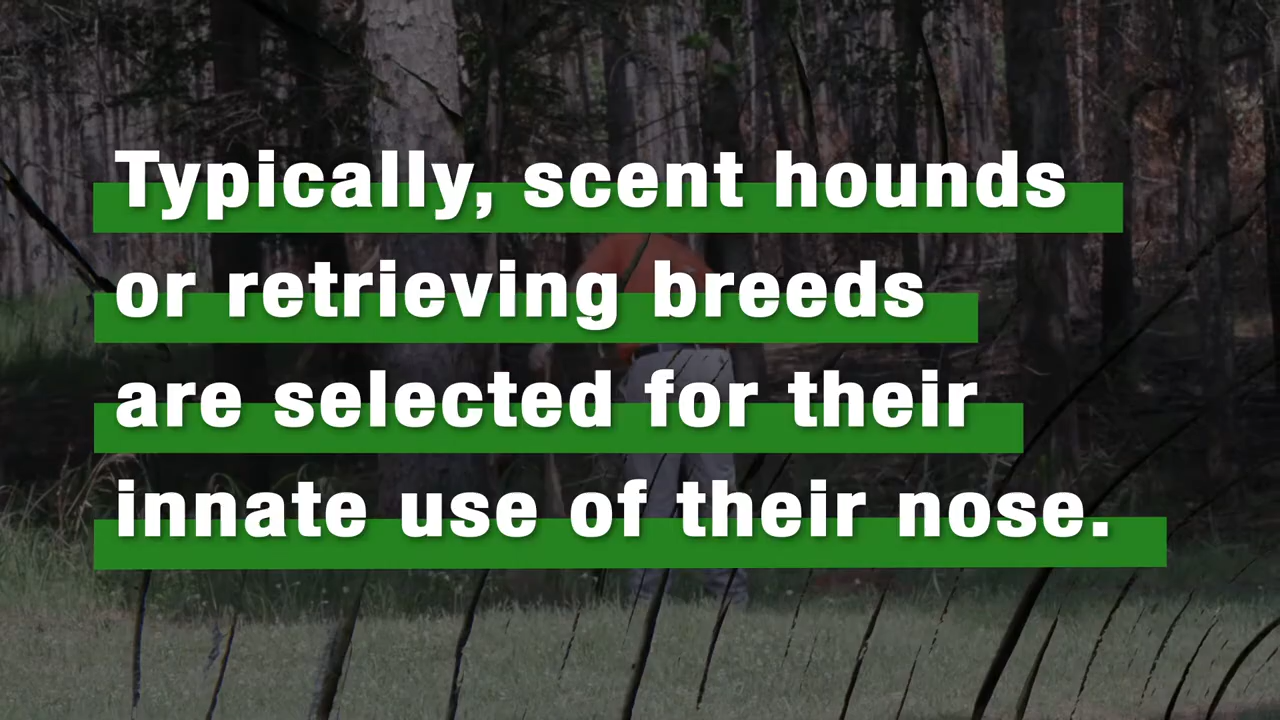 Typically, scent hounds
or retrieving breeds
are selected for their
innate use of their nose.